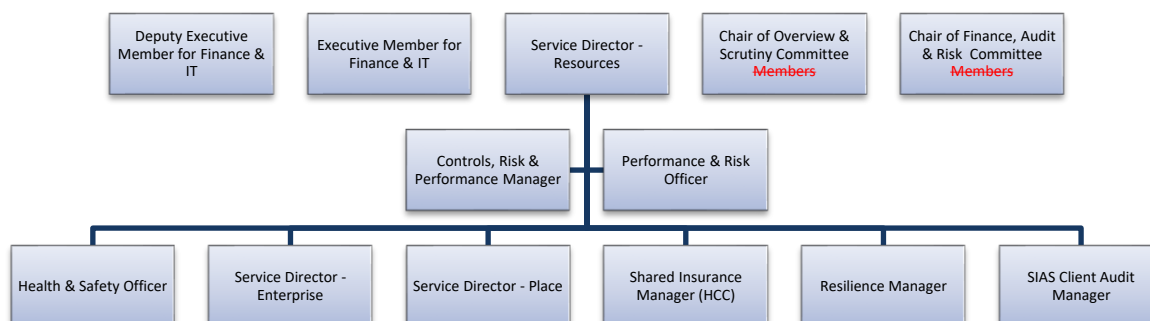 Deputy Executive
Member for Finance &
IT
Executive Member for
Finance & IT
Service Director -
Resources
Chair of Overview &
Scrutiny Committee
Members
Chair of Finance, Audit
& Risk Committee
Members
Controls, Risk &
Performance Manager
Performance & Risk
Officer
Health & Safety Officer
Service Director -
Enterprise
Service Director - Place
Shared Insurance
Manager (HCC)
Resilience Manager
SIAS Client Audit
Manager